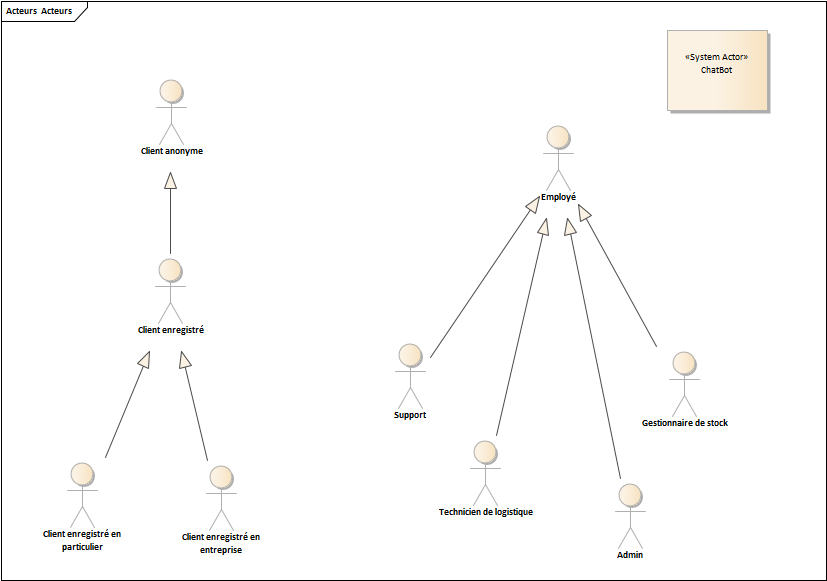 Acteurs Acteurs
«System Actor»
ChatBot
Client anonyme
Employé
Client enregistré
Support
Gestionnaire de stock
Technicien de logistique
Client enregistré en
particulier
Client enregistré en
entreprise
Admin